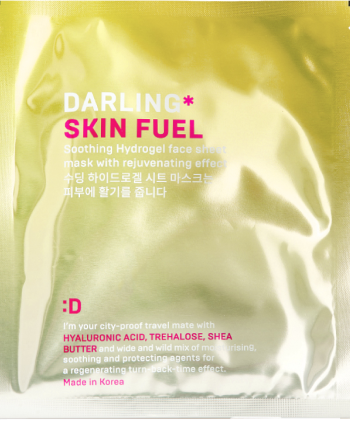 DARLING*
SKIN FUEL
Soothing Hydrogel face sheet
mask with rejuvenating effect
수딩 하이드로겔 시트 마스크는
피부에 활기를 줍니다
:D
I'm your city-proof travel mate with
HYALURONIC ACID, TREHALOSE, SHEA
BUTTER and wide and wild mix of moisturising,
soothing and protecting agents for
a regenerating turn-back-time effect.
Made in Korea